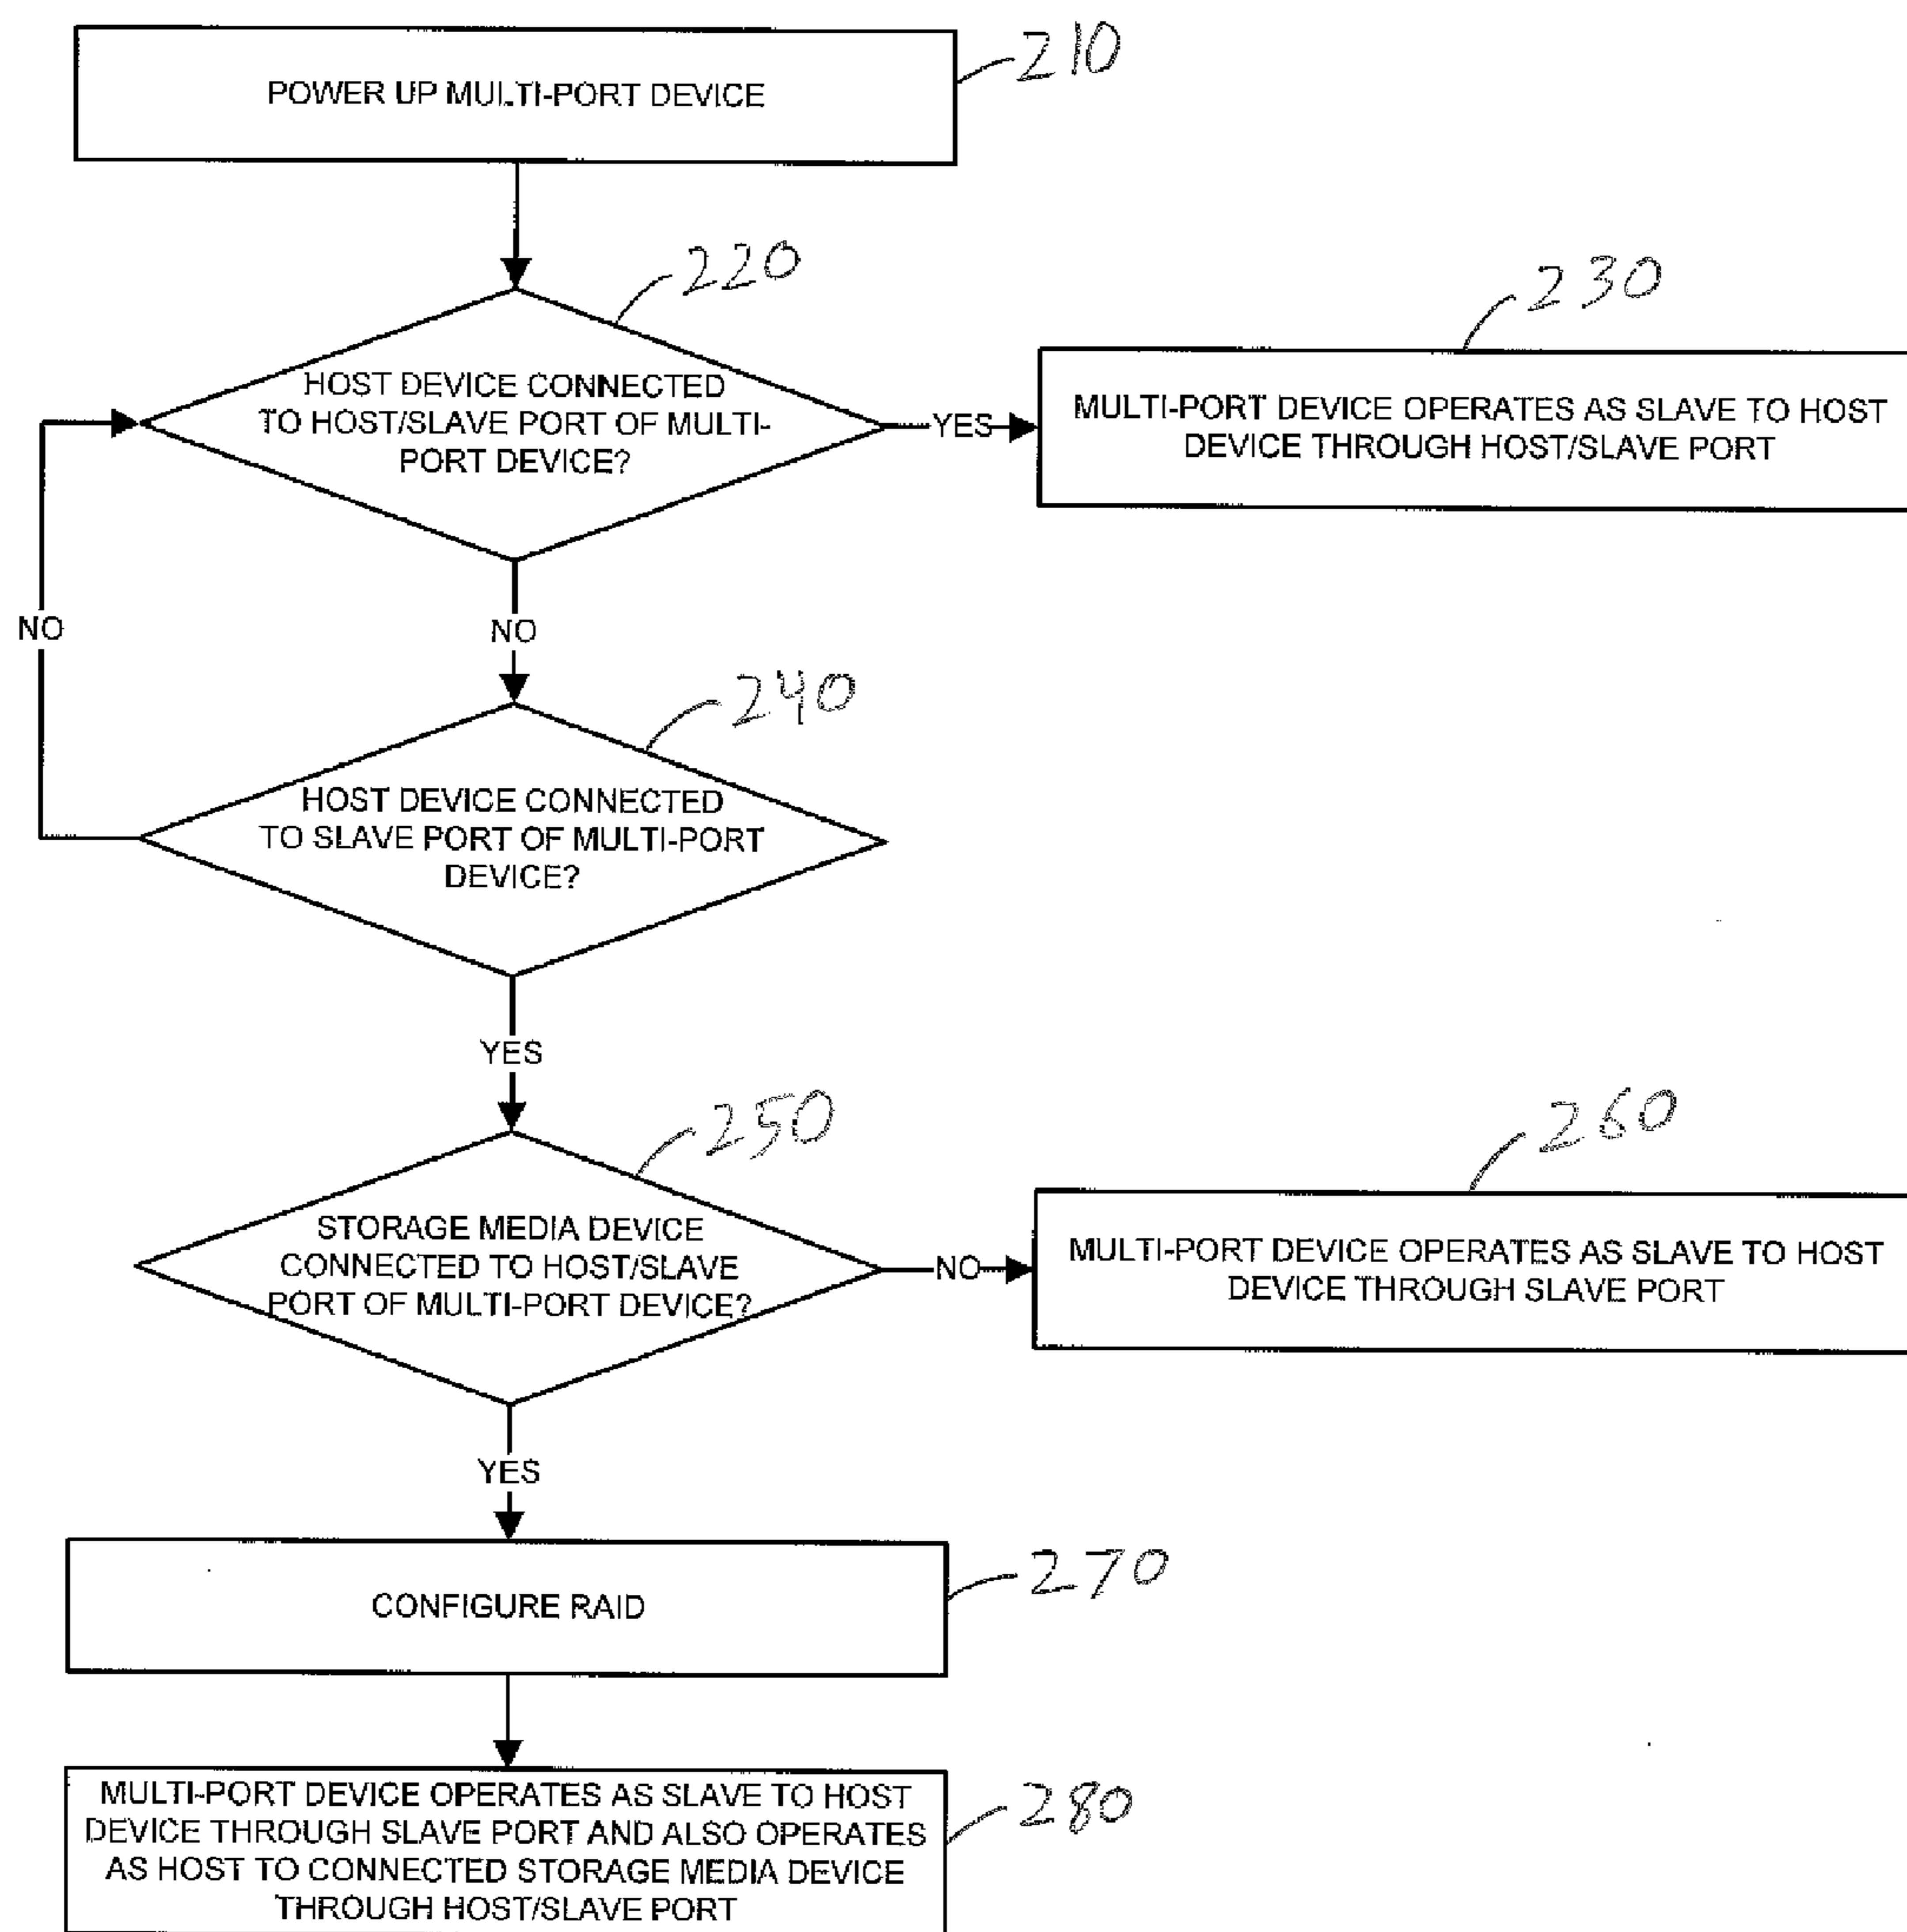 POWER UP MULTI-PORT DEVICE
210
220
HOST DEVICE CONNECTED
TO HOST/SLAVE PORT OF MULTI-
PORT DEVICE?
YES
230
MULTI-PORT DEVICE OPERATES AS SLAVE TO HOST
DEVICE THROUGH HOST/SLAVE PORT
NO
NO
240
HOST DEVICE CONNECTED
TO SLAVE PORT OF MULTI-PORT
DEVICE?
YES
250
STORAGE MEDIA DEVICE
CONNECTED TO HOST/SLAVE
PORT OF MULTI-PORT DEVICE?
NO
260
MULTI-PORT DEVICE OPERATES AS SLAVE TO HOST
DEVICE THROUGH SLAVE PORT
YES
CONFIGURE RAID
270
MULTI-PORT DEVICE OPERATES AS SLAVE TO HOST
DEVICE THROUGH SLAVE PORT AND ALSO OPERATES
AS HOST TO CONNECTED STORAGE MEDIA DEVICE
THROUGH HOST/SLAVE PORT
280